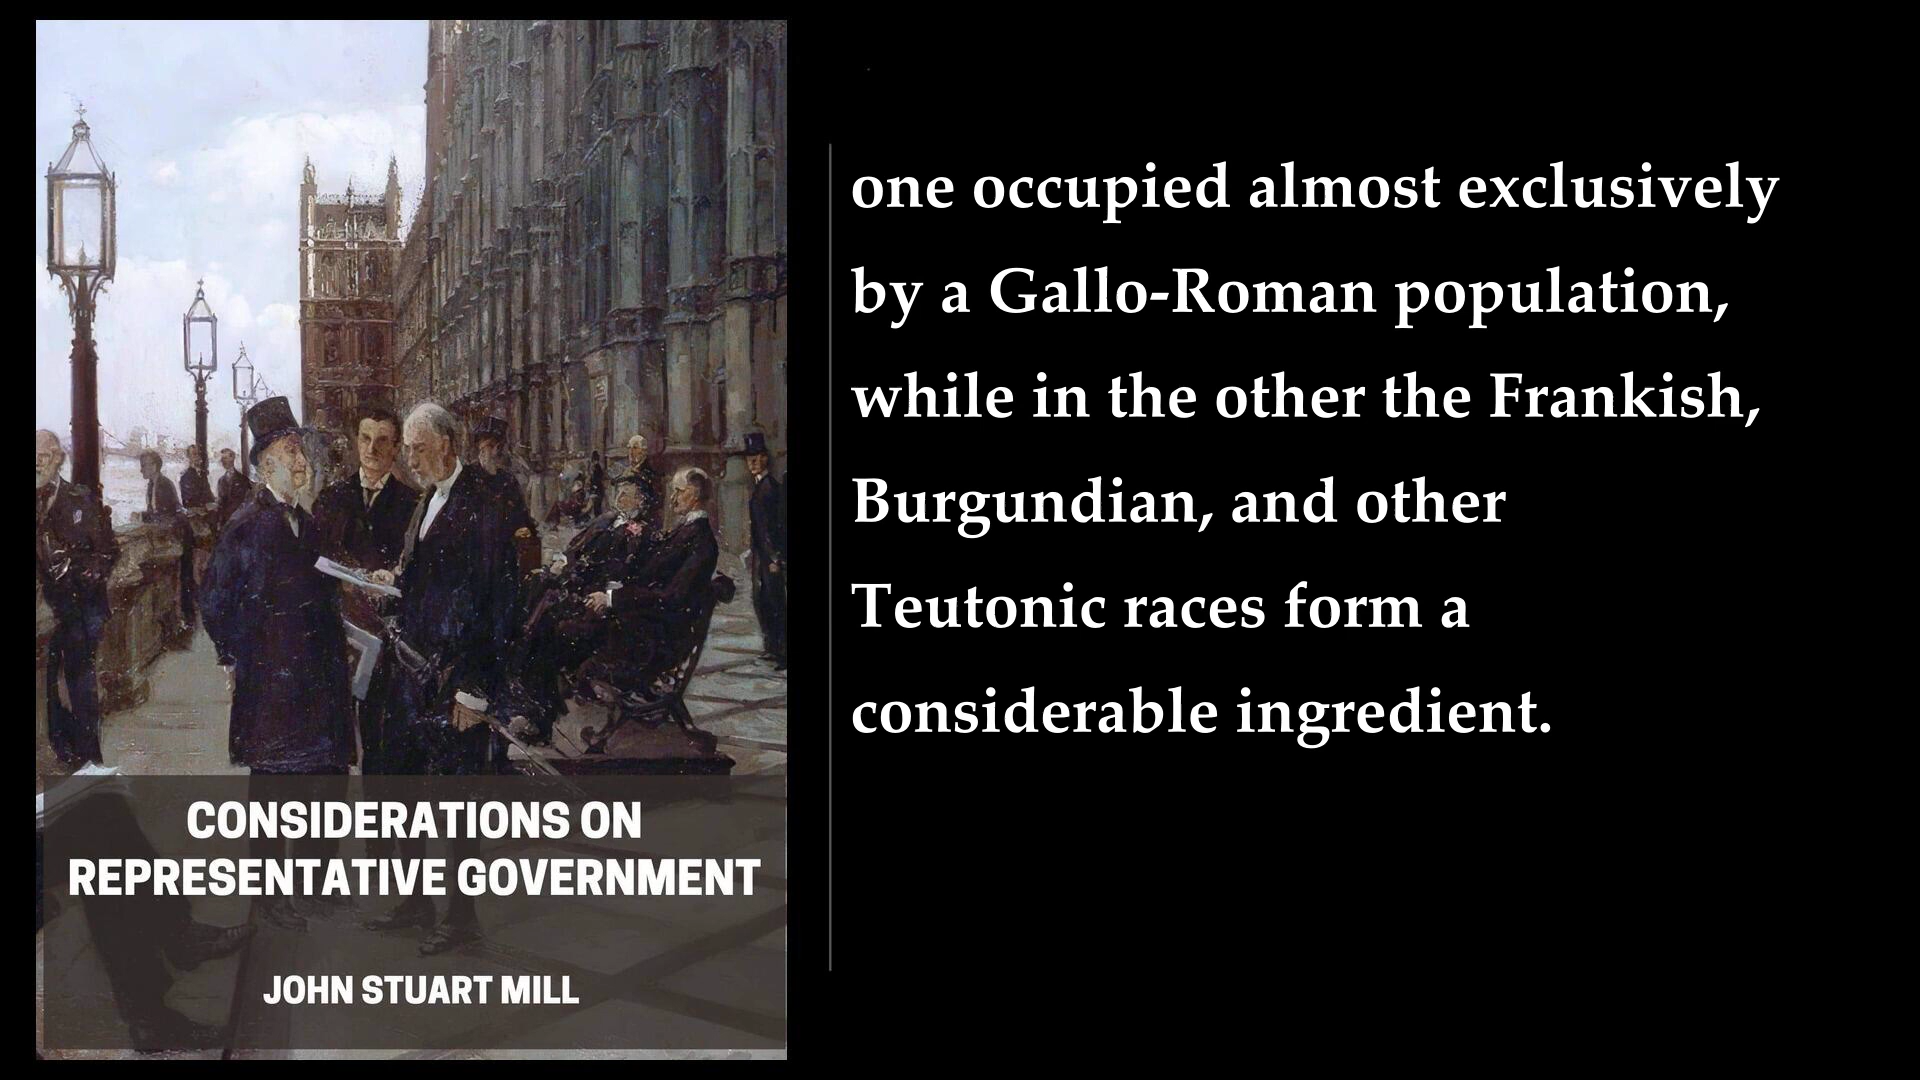 CONSIDERATIONS ON
REPRESENTATIVE GOVERNMENT
JOHN STUART MILL
one occupied almost exclusively
by a Gallo-Roman population,
while in the other the Frankish,
Burgundian, and other
Teutonic races form a
considerable ingredient.